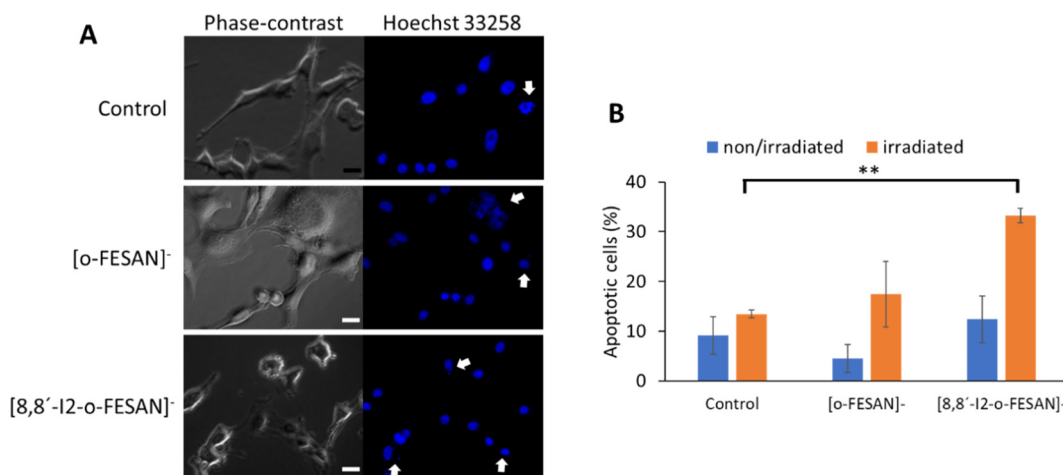 A
Phase-contrast
Hoechst 33258
Control
[o-FESAN]-
[8,8´-I2-o-FESAN]-
B
non/irradiated
irradiated
**
Apoptotic cells (%)
40
30
20
10
0
Control
[o-FESAN]-
[8,8´-I2-o-FESAN]-